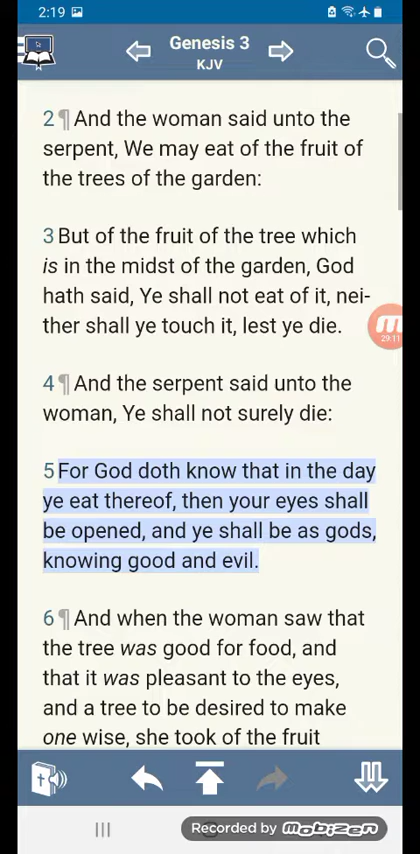 2:19
Genesis 3
KJV
2 ¶ And the woman said unto the
serpent, We may eat of the fruit of
the trees of the garden:
3 But of the fruit of the tree which
is in the midst of the garden, God
hath said, Ye shall not eat of it, nei-
ther shall ye touch it, lest ye die.
4 ¶ And the serpent said unto the
woman, Ye shall not surely die:
5 For God doth know that in the day
ye eat thereof, then your eyes shall
be opened, and ye shall be as gods,
knowing good and evil.
6 ¶ And when the woman saw that
the tree was good for food, and
that it was pleasant to the eyes,
and a tree to be desired to make
one wise, she took of the fruit
m
29:11
Recorded by mobizen